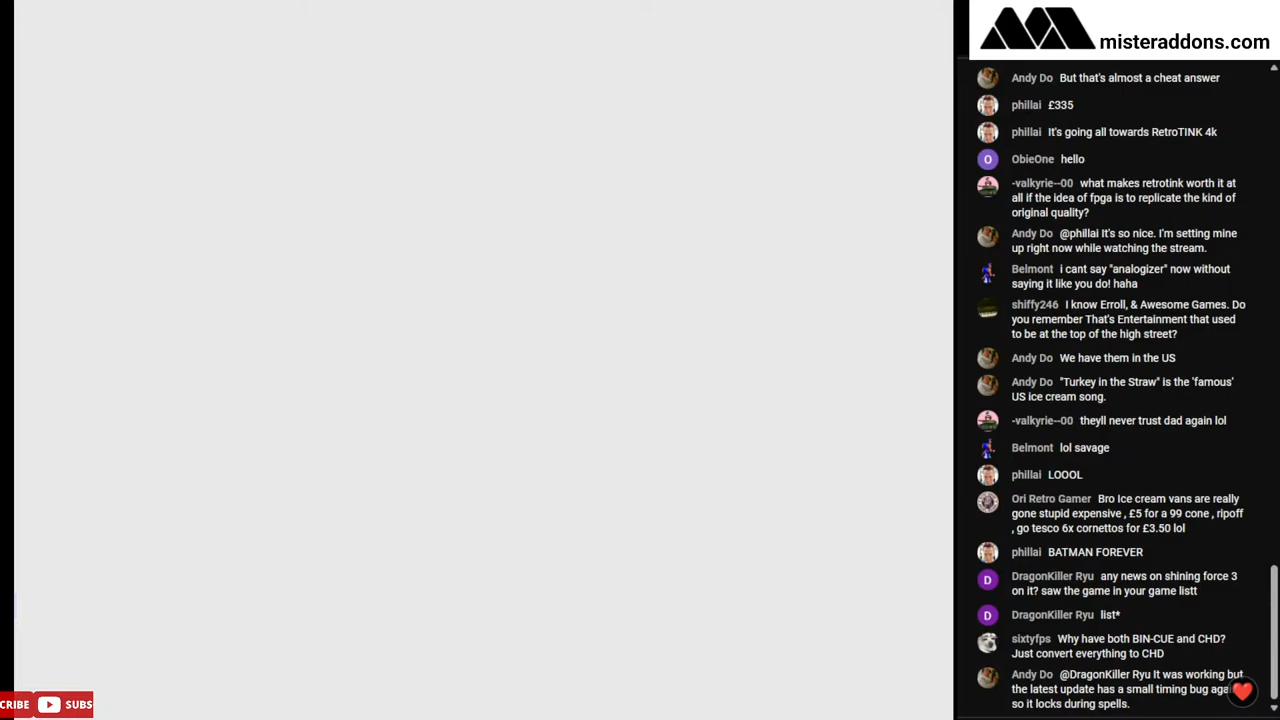 misteraddons.com
Andy Do But that's almost a cheat answer
phillai £335
phillai It's going all towards RetroTINK 4k
O
ObieOne hello
-valkyrie--00 what makes retrotink worth it at
all if the idea of fpga is to replicate the kind of
original quality?
Andy Do @phillai It's so nice. I'm setting mine
up right now while watching the stream.
Belmont i cant say "analogizer" now without
saying it like you do! haha
shiffy246 I know Erroll, & Awesome Games. Do
you remember That's Entertainment that used
to be at the top of the high street?
Andy Do We have them in the US
Andy Do "Turkey in the Straw" is the 'famous'
US ice cream song.
-valkyrie--00 theyll never trust dad again lol
Belmont lol savage
phillai LOOOL
Ori Retro Gamer Bro Ice cream vans are really
gone stupid expensive , £5 for a 99 cone , ripoff
, go tesco 6x cornettos for £3.50 lol
phillai BATMAN FOREVER
D
DragonKiller Ryu any news on shining force 3
on it? saw the game in your game listt
D
DragonKiller Ryu list*
sixtyfps Why have both BIN-CUE and CHD?
Just convert everything to CHD
Andy Do @DragonKiller Ryu It was working but
the latest update has a small timing bug agai
so it locks during spells.
CRIBE SUBS